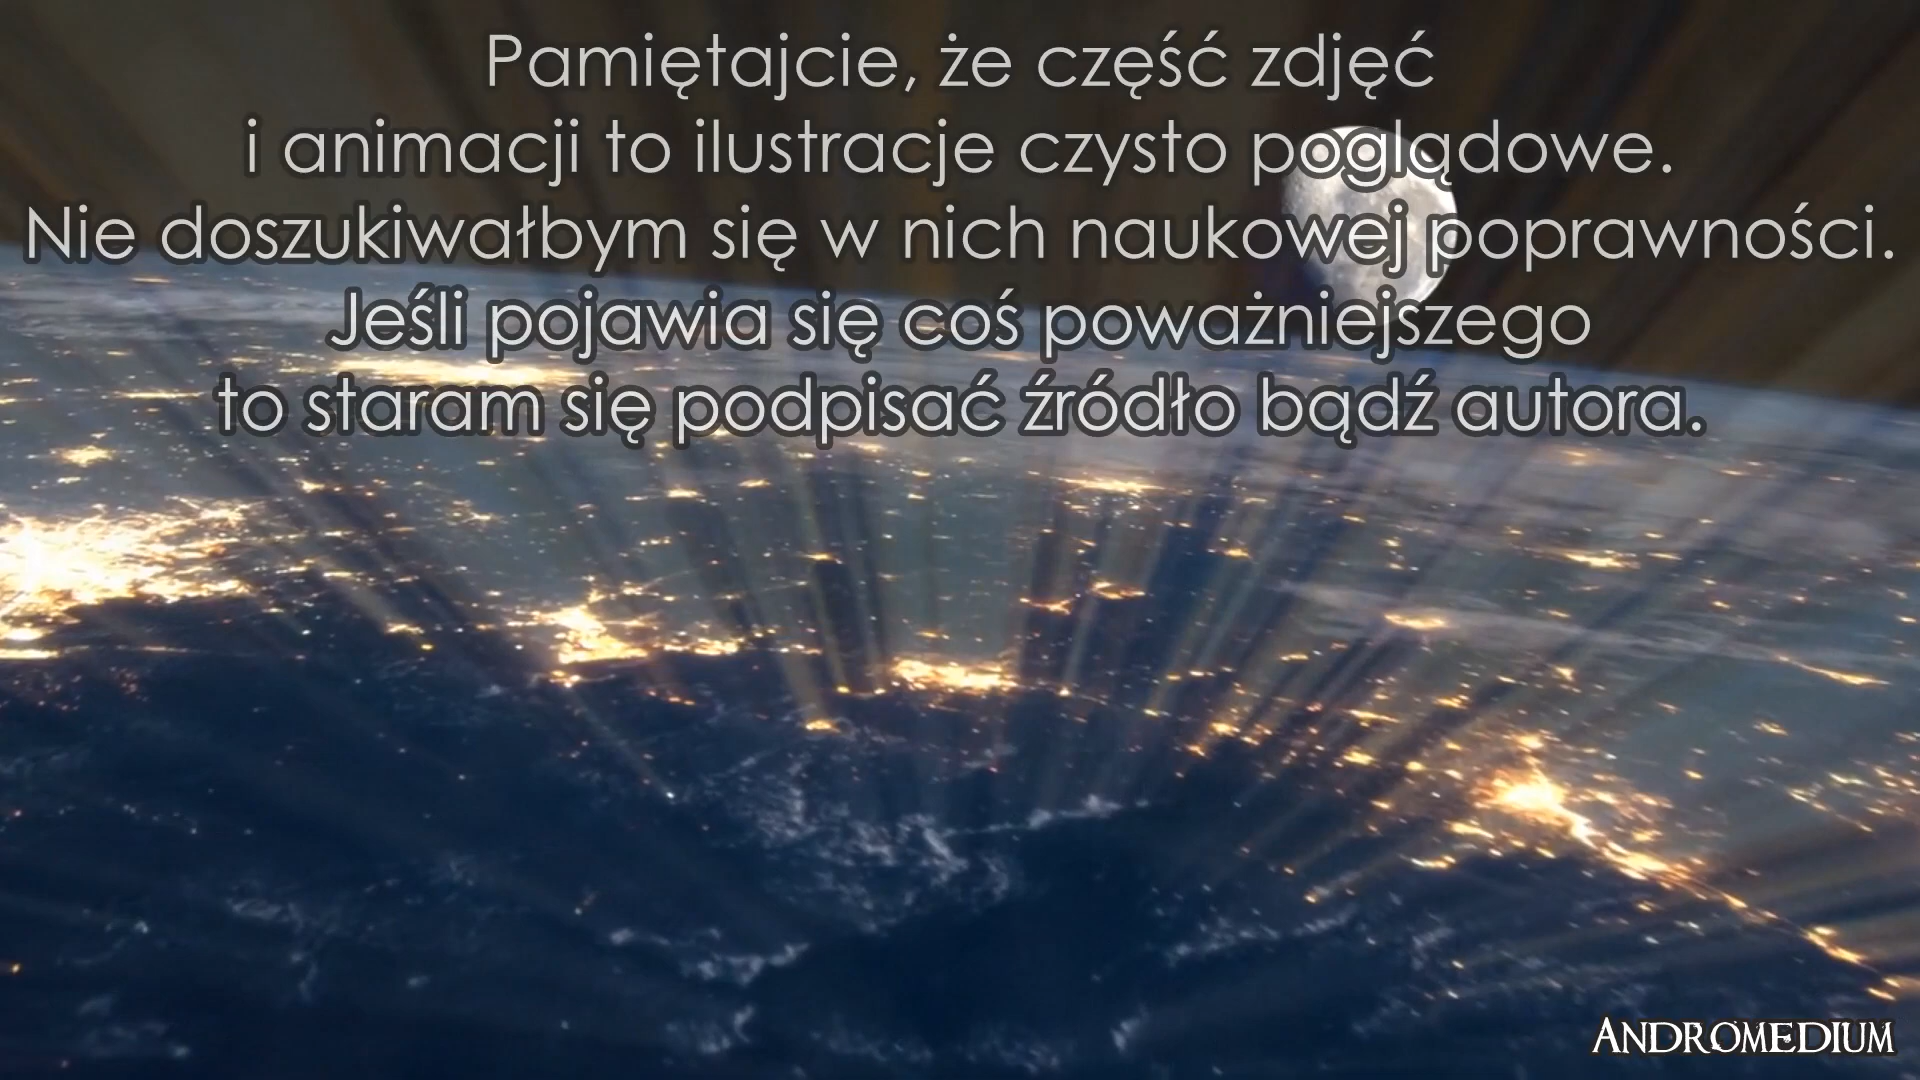 Pamiętajcie, że część zdjęć
i animacji to ilustracje czysto poglądowe.
Nie doszukiwałbym się w nich naukowej poprawności.
Jeśli pojawia się coś poważniejszego
to staram się podpisać źródło bądź autora.
ANDROMEDIUM